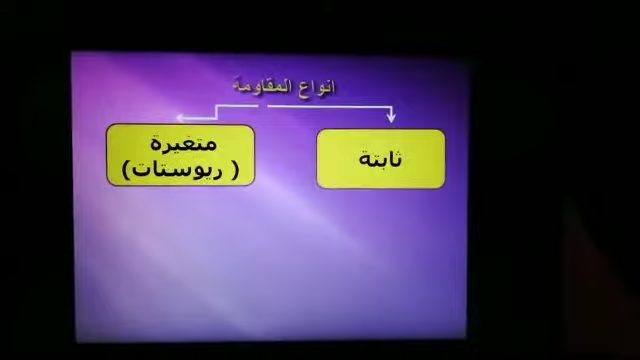 انواع المقاومة
ثابتة
متغيرة
( ريوستات)